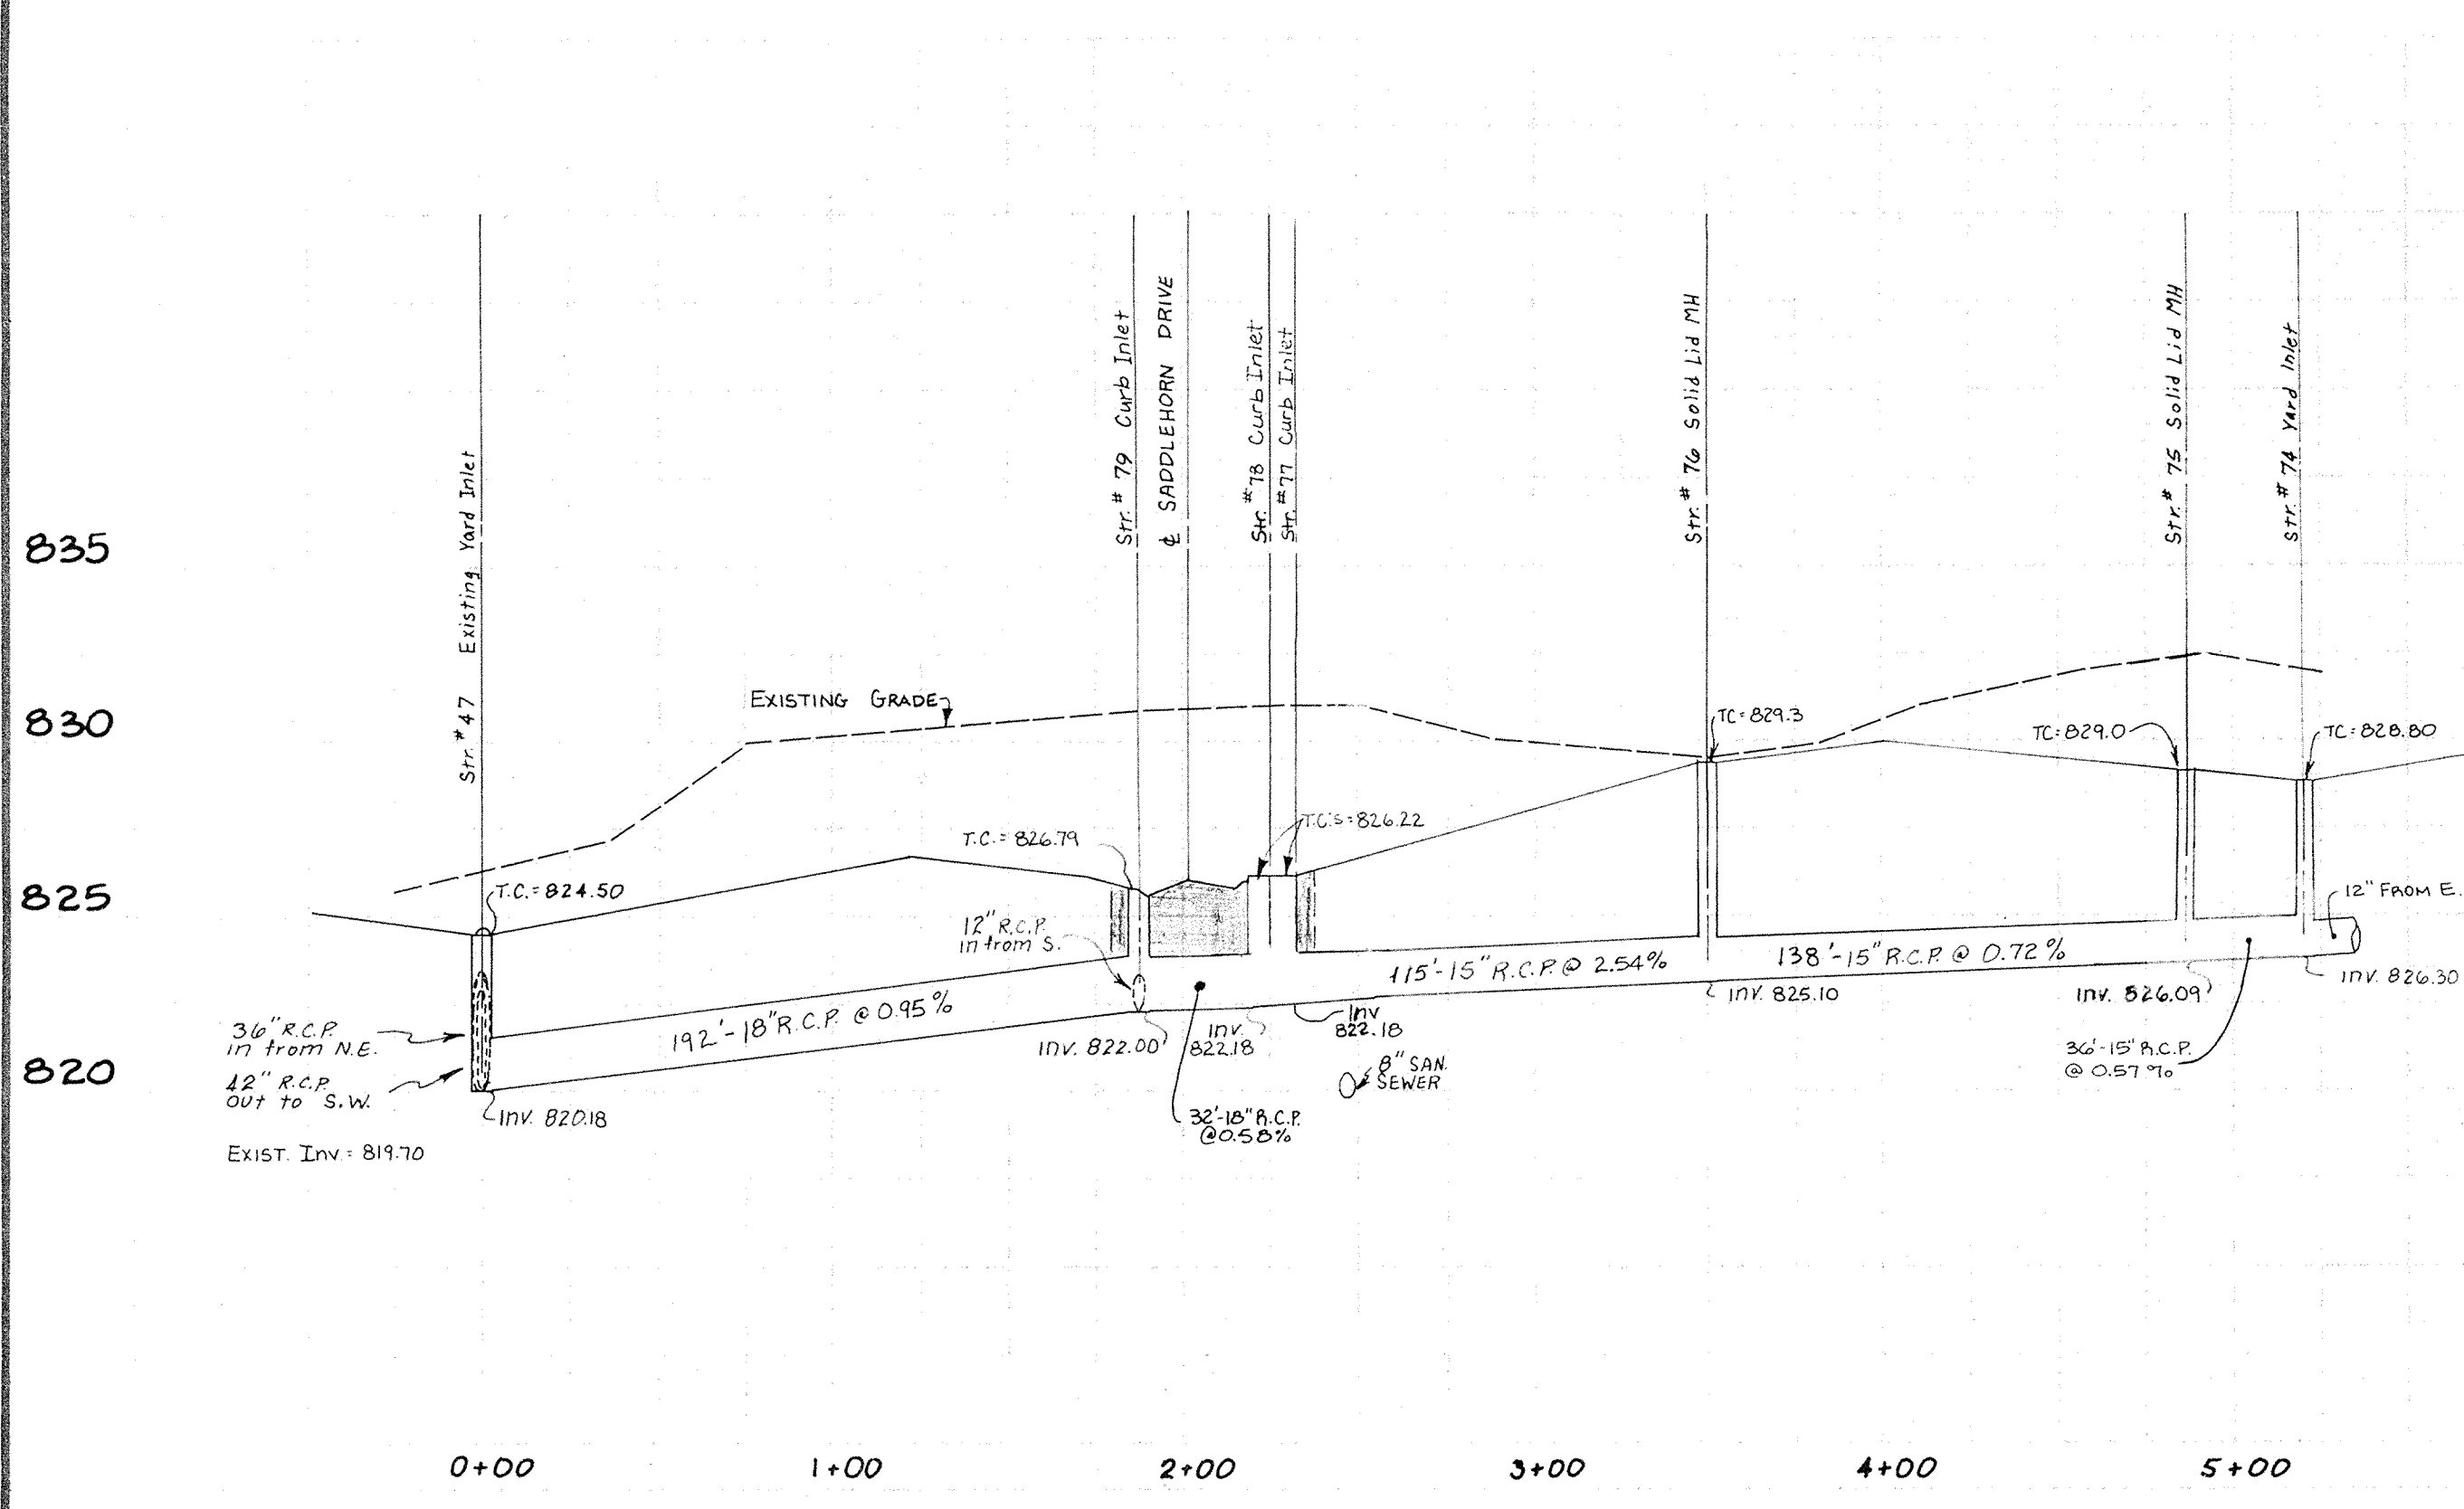 Str. # 47 Existing Yard Inlet
Str. # 79 Curb Inlet
℄ SADDLEHORN DRIVE
Str. # 78 Curb Inlet
Str. # 77 Curb Inlet
Str. # 76 Solid Lid MH
Str. # 75 Solid Lid MH
Str. # 74 Yard Inlet
835
830
825
820
EXISTING GRADE
TC=829.3
TC=829.0
TC=828.80
T.C.=826.79
T.C.'s=826.22
T.C.=824.50
12" R.C.P.
in from S.
12" FROM E.
115'-15" R.C.P. @ 2.54%
138'-15" R.C.P. @ 0.72%
192'-18" R.C.P. @ 0.95%
Inv. 825.10
Inv. 826.09
Inv. 826.30
36" R.C.P.
in from N.E.
42" R.C.P.
out to S.W.
Inv. 822.00
Inv.
822.18
Inv
822.18
8" SAN.
SEWER
36'-15" R.C.P.
@ 0.57%
32'-18" R.C.P.
@0.58%
Inv. 820.18
EXIST. Inv.= 819.70
0+00
1+00
2+00
3+00
4+00
5+00